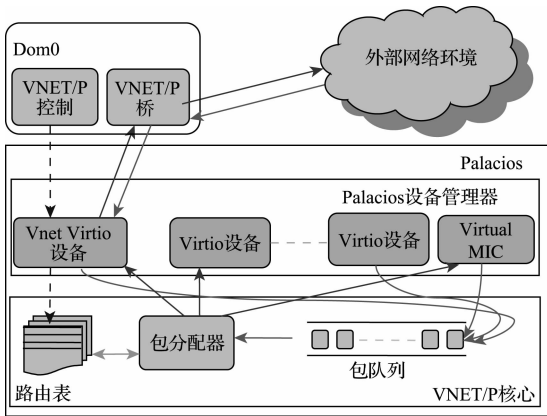 Dom0
VNET/P
控制
VNET/P
桥
外部网络环境
Palacios
Palacios设备管理器
Vnet Virtio
设备
Virtio设备
Virtio设备
Virtual
MIC
路由表
包分配器
包队列
VNET/P核心